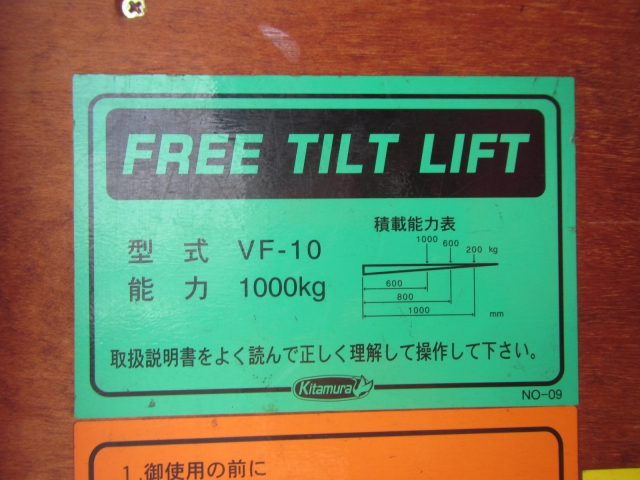 FREE TILT LIFT
型式 VF-10
能力 1000kg
積載能力表
1000 600 200 kg
600
800
1000 mm
取扱説明書をよく読んで正しく理解して操作して下さい。
Kitamura
NO-09
1.御使用の前に